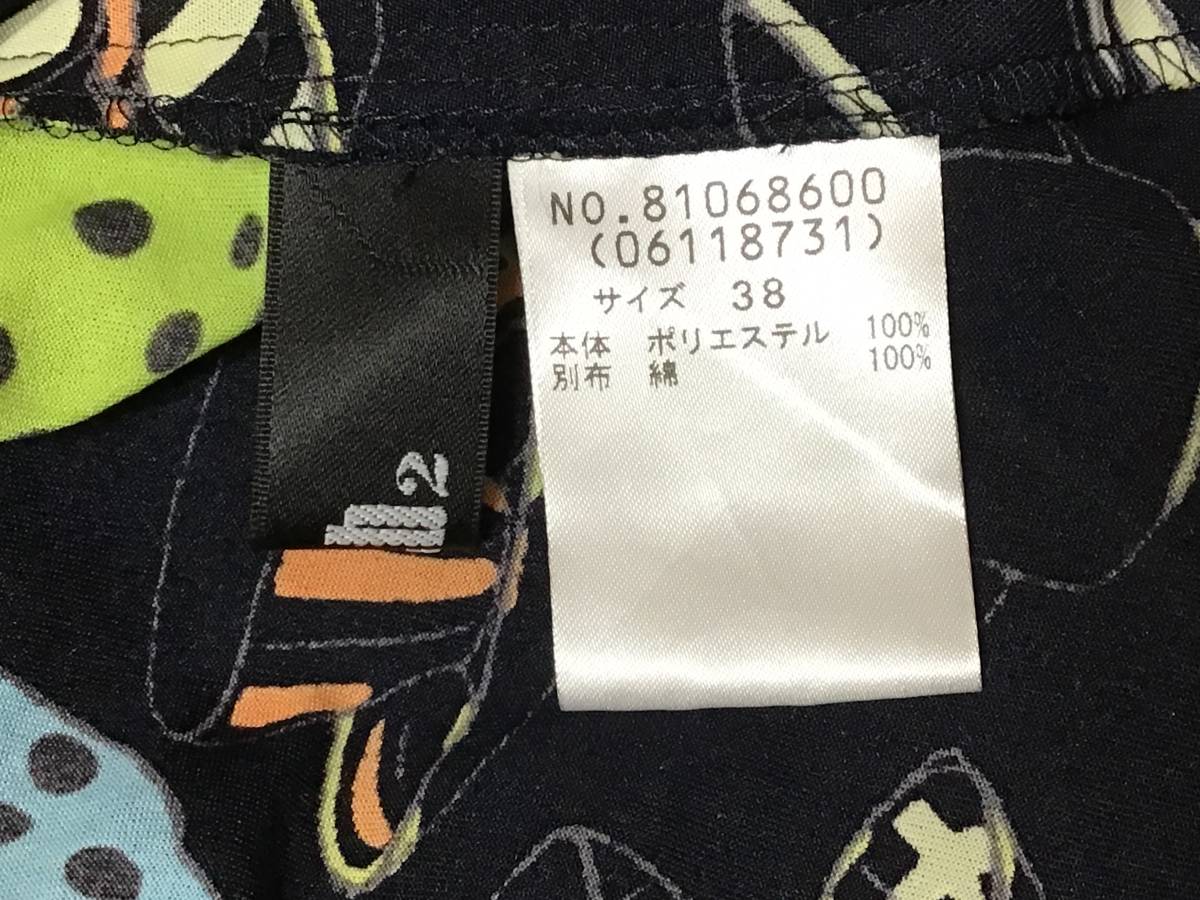 NO.81068600
(06118731)
サイズ 38
本体 ポリエステル 100%
別布 綿 100%
2